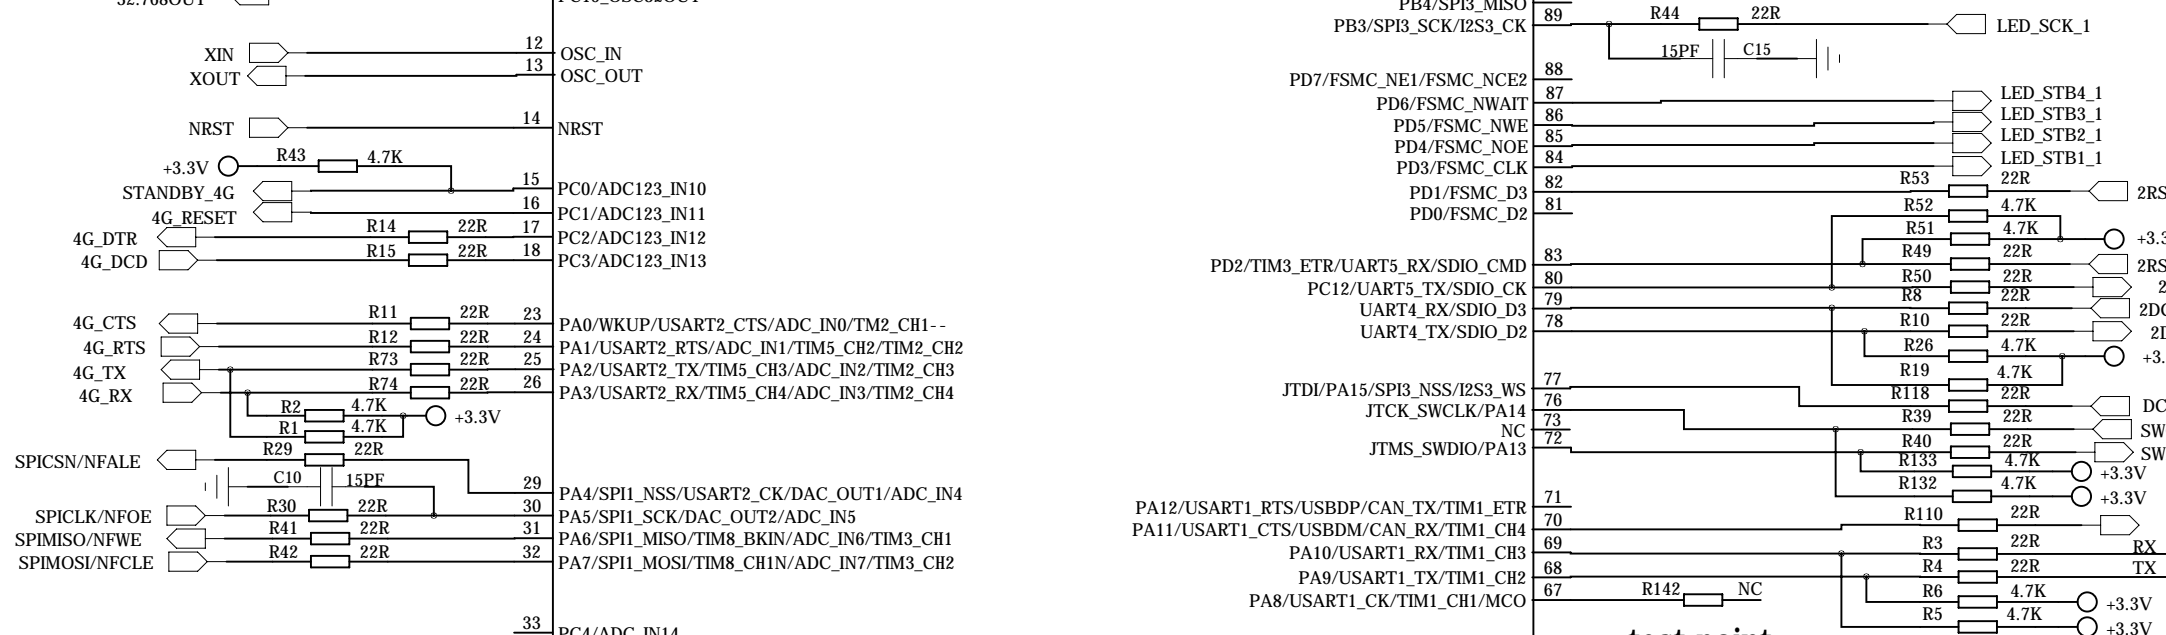 32.768OUT
XIN 12 OSC_IN
XOUT 13 OSC_OUT
NRST 14 NRST
+3.3V R43 4.7K
STANDBY_4G 15 PC0/ADC123_IN10
4G_RESET 16 PC1/ADC123_IN11
4G_DTR R14 22R 17 PC2/ADC123_IN12
4G_DCD R15 22R 18 PC3/ADC123_IN13
4G_CTS R11 22R 23 PA0/WKUP/USART2_CTS/ADC_IN0/TM2_CH1--
4G_RTS R12 22R 24 PA1/USART2_RTS/ADC_IN1/TIM5_CH2/TIM2_CH2
4G_TX R73 22R 25 PA2/USART2_TX/TIM5_CH3/ADC_IN2/TIM2_CH3
4G_RX R74 22R 26 PA3/USART2_RX/TIM5_CH4/ADC_IN3/TIM2_CH4
R2 4.7K +3.3V
R1 4.7K
SPICSN/NFALE R29 22R
C10 15PF 29 PA4/SPI1_NSS/USART2_CK/DAC_OUT1/ADC_IN4
SPICLK/NFOE R30 22R 30 PA5/SPI1_SCK/DAC_OUT2/ADC_IN5
SPIMISO/NFWE R41 22R 31 PA6/SPI1_MISO/TIM8_BKIN/ADC_IN6/TIM3_CH1
SPIMOSI/NFCLE R42 22R 32 PA7/SPI1_MOSI/TIM8_CH1N/ADC_IN7/TIM3_CH2
33 PC4/ADC_IN14
PB4/SPI3_MISO
PB3/SPI3_SCK/I2S3_CK 89 R44 22R LED_SCK_1
15PF C15
PD7/FSMC_NE1/FSMC_NCE2 88
PD6/FSMC_NWAIT 87 LED_STB4_1
PD5/FSMC_NWE 86 LED_STB3_1
PD4/FSMC_NOE 85 LED_STB2_1
PD3/FSMC_CLK 84 LED_STB1_1
PD1/FSMC_D3 82 R53 22R 2RS
PD0/FSMC_D2 81 R52 4.7K
R51 4.7K +3.3
PD2/TIM3_ETR/UART5_RX/SDIO_CMD 83 R49 22R 2RS
PC12/UART5_TX/SDIO_CK 80 R50 22R 2
UART4_RX/SDIO_D3 79 R8 22R 2DC
UART4_TX/SDIO_D2 78 R10 22R 2D
R26 4.7K +3.
R19 4.7K
JTDI/PA15/SPI3_NSS/I2S3_WS 77 R118 22R DC
JTCK_SWCLK/PA14 76 R39 22R SW
NC 73
JTMS_SWDIO/PA13 72 R40 22R SW
R133 4.7K +3.3V
R132 4.7K +3.3V
PA12/USART1_RTS/USBDP/CAN_TX/TIM1_ETR 71
PA11/USART1_CTS/USBDM/CAN_RX/TIM1_CH4 70 R110 22R
PA10/USART1_RX/TIM1_CH3 69 R3 22R RX
PA9/USART1_TX/TIM1_CH2 68 R4 22R TX
PA8/USART1_CK/TIM1_CH1/MCO 67 R142 NC R6 4.7K +3.3V
R5 4.7K +3.3V
test point